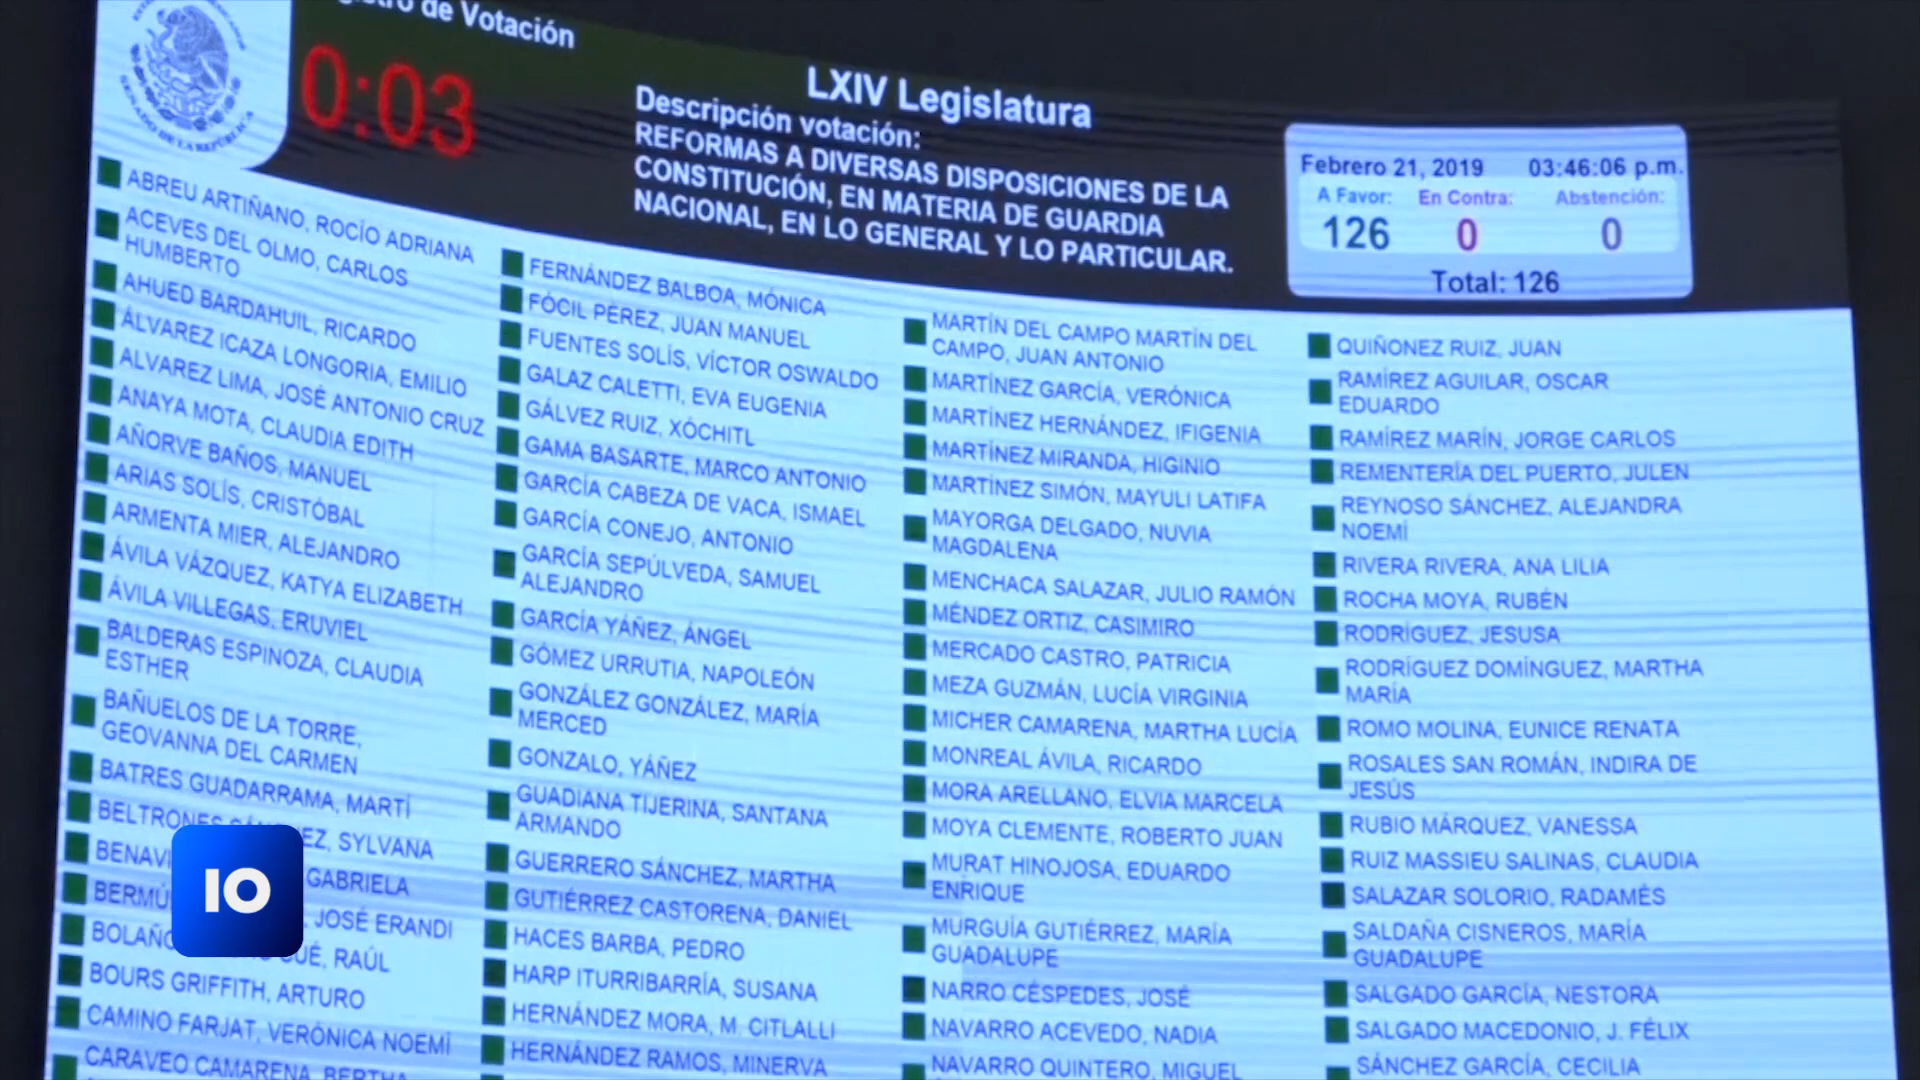 de Votación
0:03
SENADO DE LA REPÚBLICA
LXIV Legislatura
Descripción votación:
REFORMAS A DIVERSAS DISPOSICIONES DE LA
CONSTITUCIÓN, EN MATERIA DE GUARDIA
NACIONAL, EN LO GENERAL Y LO PARTICULAR.
Febrero 21, 2019 03:46:06 p.m.
A Favor: En Contra: Abstención:
126 0 0
Total: 126
ABREU ARTIÑANO, ROCÍO ADRIANA
ACEVES DEL OLMO, CARLOS
HUMBERTO
AHUED BARDAHUIL, RICARDO
ÁLVAREZ ICAZA LONGORIA, EMILIO
ALVAREZ LIMA, JOSÉ ANTONIO CRUZ
ANAYA MOTA, CLAUDIA EDITH
AÑORVE BAÑOS, MANUEL
ARIAS SOLÍS, CRISTÓBAL
ARMENTA MIER, ALEJANDRO
ÁVILA VÁZQUEZ, KATYA ELIZABETH
ÁVILA VILLEGAS, ERUVIEL
BALDERAS ESPINOZA, CLAUDIA
ESTHER
BAÑUELOS DE LA TORRE,
GEOVANNA DEL CARMEN
BATRES GUADARRAMA, MARTÍ
BELTRONES SYLVANA
GABRIELA
JOSÉ ERANDI
RAÚL
BOURS GRIFFITH, ARTURO
CAMINO FARJAT, VERÓNICA NOEMÍ
CARAVEO CAMARENA, BERTHA
10
FERNÁNDEZ BALBOA, MÓNICA
FÓCIL PÉREZ, JUAN MANUEL
FUENTES SOLÍS, VÍCTOR OSWALDO
GALAZ CALETTI, EVA EUGENIA
GÁLVEZ RUIZ, XÓCHITL
GAMA BASARTE, MARCO ANTONIO
GARCÍA CABEZA DE VACA, ISMAEL
GARCÍA CONEJO, ANTONIO
GARCÍA SEPÚLVEDA, SAMUEL
ALEJANDRO
GARCÍA YÁÑEZ, ÁNGEL
GÓMEZ URRUTIA, NAPOLEÓN
GONZÁLEZ GONZÁLEZ, MARÍA
MERCED
GONZALO, YÁÑEZ
GUADIANA TIJERINA, SANTANA
ARMANDO
GUERRERO SÁNCHEZ, MARTHA
GUTIÉRREZ CASTORENA, DANIEL
HACES BARBA, PEDRO
HARP ITURRIBARRÍA, SUSANA
HERNÁNDEZ MORA, M. CITLALLI
HERNÁNDEZ RAMOS, MINERVA
MARTÍN DEL CAMPO MARTÍN DEL
CAMPO, JUAN ANTONIO
MARTÍNEZ GARCÍA, VERÓNICA
MARTÍNEZ HERNÁNDEZ, IFIGENIA
MARTÍNEZ MIRANDA, HIGINIO
MARTÍNEZ SIMÓN, MAYULI LATIFA
MAYORGA DELGADO, NUVIA
MAGDALENA
MENCHACA SALAZAR, JULIO RAMÓN
MÉNDEZ ORTIZ, CASIMIRO
MERCADO CASTRO, PATRICIA
MEZA GUZMÁN, LUCÍA VIRGINIA
MICHER CAMARENA, MARTHA LUCÍA
MONREAL ÁVILA, RICARDO
MORA ARELLANO, ELVIA MARCELA
MOYA CLEMENTE, ROBERTO JUAN
MURAT HINOJOSA, EDUARDO
ENRIQUE
MURGUÍA GUTIÉRREZ, MARÍA
GUADALUPE
NARRO CÉSPEDES, JOSÉ
NAVARRO ACEVEDO, NADIA
NAVARRO QUINTERO, MIGUEL
QUIÑONEZ RUIZ, JUAN
RAMÍREZ AGUILAR, OSCAR
EDUARDO
RAMÍREZ MARÍN, JORGE CARLOS
REMENTERÍA DEL PUERTO, JULEN
REYNOSO SÁNCHEZ, ALEJANDRA
NOEMÍ
RIVERA RIVERA, ANA LILIA
ROCHA MOYA, RUBÉN
RODRÍGUEZ, JESUSA
RODRÍGUEZ DOMÍNGUEZ, MARTHA
MARÍA
ROMO MOLINA, EUNICE RENATA
ROSALES SAN ROMÁN, INDIRA DE
JESÚS
RUBIO MÁRQUEZ, VANESSA
RUIZ MASSIEU SALINAS, CLAUDIA
SALAZAR SOLORIO, RADAMÉS
SALDAÑA CISNEROS, MARÍA
GUADALUPE
SALGADO GARCÍA, NESTORA
SALGADO MACEDONIO, J. FÉLIX
SÁNCHEZ GARCÍA, CECILIA